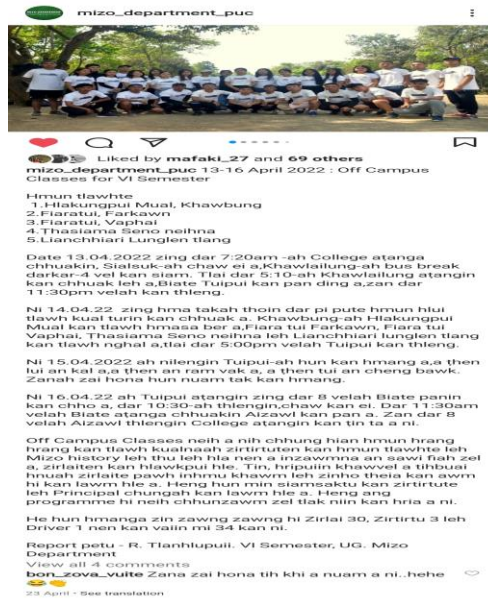 mizo_department_puc
Liked by mafaki_27 and 69 others
mizo_department_puc 13-16 April 2022 : Off Campus
Classes for VI Semester
Hmun tlawhte
1.Hlakungpui Mual, Khawbung
2.Fiaratui, Farkawn
3.Fiaratui, Vaphai
4.Ṭhasiama Seno neihna
5.Lianchhiari Lunglen tlang
Date 13.04.2022 zing dar 7:20am -ah College aṭanga
chhuakin, Sialsuk-ah chaw ei a,Khawlailung-ah bus break
darkar-4 vel kan siam. Tlai dar 5:10-ah Khawlailung aṭangin
kan chhuak leh a,Biate Tuipui kan pan ding a,zan dar
11:30pm velah kan thleng.
Ni 14.04.22 zing hma takah thoin dar pi pute hmun hlui
tlawh kual turin kan chhuak a. Khawbung-ah Hlakungpui
Mual kan tlawh hmasa ber a,Fiara tui Farkawn, Fiara tui
Vaphai, Ṭhasiama Seno neihna leh Lianchhiari lunglen tlang
kan tlawh nghal a,tlai dar 5:00pm velah Tuipui kan thleng.
Ni 15.04.2022 ah nilengin Tuipui-ah hun kan hmang a,a ṭhen
lui an kal a,a ṭhen an ram vak a, a ṭhen tui an cheng bawk.
Zanah zai hona hun nuam tak kan hmang.
Ni 16.04.22 ah Tuipui aṭangin zing dar 8 velah Biate panin
kan chho a, dar 10:30-ah thlengin,chaw kan ei. Dar 11:30am
velah Biate aṭanga chhuakin Aizawl kan pan a. Zan dar 8
velah Aizawl thlengin College aṭangin kan ṭin ta a ni.
Off Campus Classes neih a nih chhung hian hmun hrang
hrang kan tlawh kualnaah zirtirtuten kan hmun tlawhte leh
Mizo history leh thu leh hla nen a inzawmna an sawi fiah zel
a, zirlaiten kan hlawkpui hle. Tin, hripuiin khawvel a tihbuai
hnuah zirlaite pawh inhmu khawm leh zinho theia kan awm
hi kan lawm hle a. Heng hun min siamsaktu kan zirtirtute
leh Principal chungah kan lawm hle a. Heng ang
programme hi neih chhunzawm zel tlak niin kan hria a ni.
He hun hmanga zin zawng zawng hi Zirlai 30, Zirtirtu 3 leh
Driver 1 nen kan vaiin mi 34 kan ni.
Report petu - R. Tlanhlupuii. VI Semester, UG. Mizo
Department
View all 4 comments
bon_zova_vuite Zana zai hona tih khi a nuam a ni..hehe
😂👏
23 April · See translation